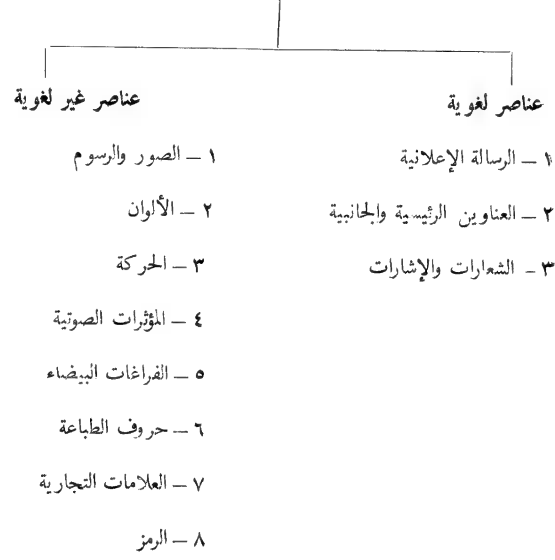 عناصر لغوية
١ – الرسالة الإعلانية
٢ – العناوين الرئيسية والجانبية
٣ – الشعارات والإشارات
عناصر غير لغوية
١ – الصور والرسوم
٢ – الألوان
٣ – الحركة
٤ – المؤثرات الصوتية
٥ – الفراغات البيضاء
٦ – حروف الطباعة
٧ – العلامات التجارية
٨ – الرمز